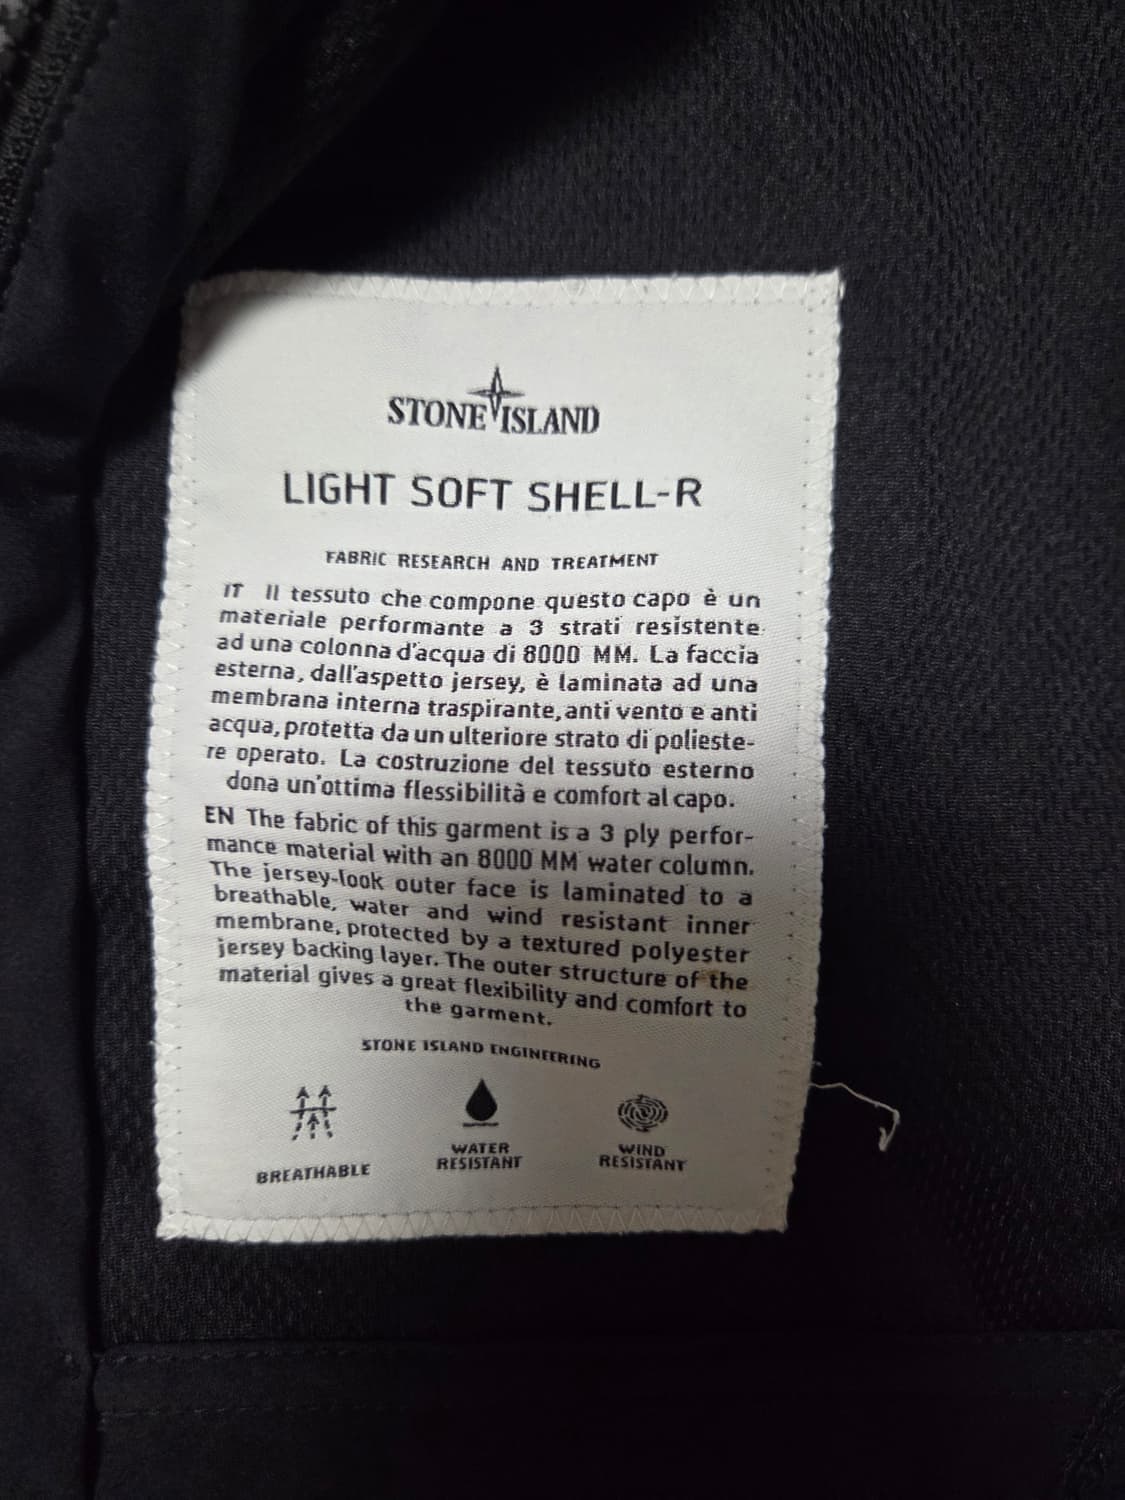 STONE ISLAND
LIGHT SOFT SHELL-R
FABRIC RESEARCH AND TREATMENT
IT Il tessuto che compone questo capo è un
materiale performante a 3 strati resistente
ad una colonna d'acqua di 8000 MM. La faccia
esterna, dall'aspetto jersey, è laminata ad una
membrana interna traspirante, anti vento e anti
acqua, protetta da un ulteriore strato di polieste-
re operato. La costruzione del tessuto esterno
dona un'ottima flessibilità e comfort al capo.
EN The fabric of this garment is a 3 ply perfor-
mance material with an 8000 MM water column.
The jersey-look outer face is laminated to a
breathable, water and wind resistant inner
membrane, protected by a textured polyester
jersey backing layer. The outer structure of the
material gives a great flexibility and comfort to
the garment.
STONE ISLAND ENGINEERING
BREATHABLE
WATER
RESISTANT
WIND
RESISTANT